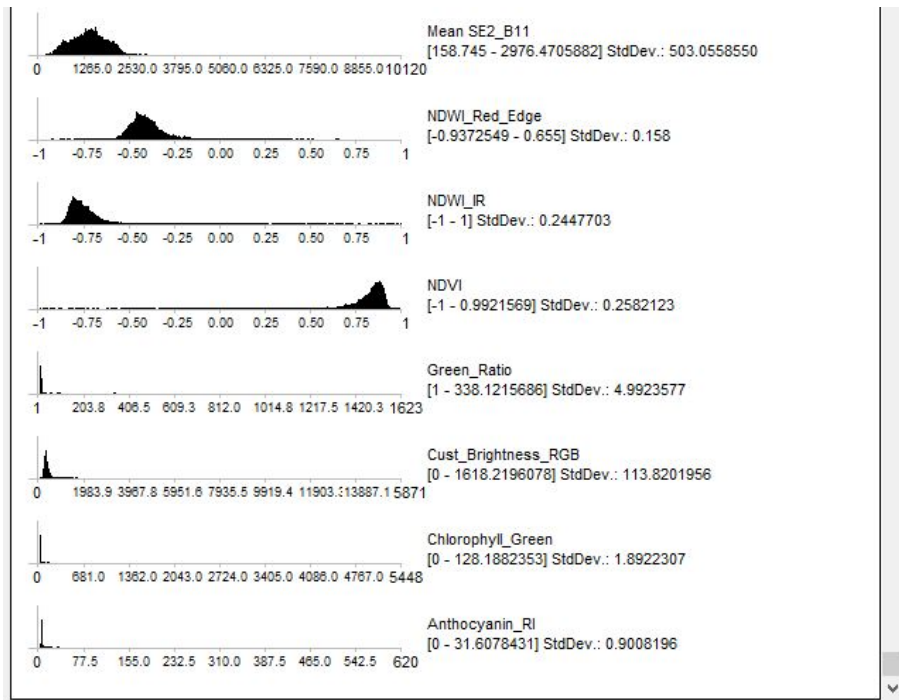 Mean SE2_B11
[158.745 - 2976.4705882] StdDev.: 503.0558550
0 1265.0 2530.0 3795.0 5060.0 6325.0 7590.0 8855.0 10120
NDWI_Red_Edge
[-0.9372549 - 0.655] StdDev.: 0.158
-1 -0.75 -0.50 -0.25 0.00 0.25 0.50 0.75 1
NDWI_IR
[-1 - 1] StdDev.: 0.2447703
-1 -0.75 -0.50 -0.25 0.00 0.25 0.50 0.75 1
NDVI
[-1 - 0.9921569] StdDev.: 0.2582123
-1 -0.75 -0.50 -0.25 0.00 0.25 0.50 0.75 1
Green_Ratio
[1 - 338.1215686] StdDev.: 4.9923577
1 203.8 406.5 609.3 812.0 1014.8 1217.5 1420.3 1623
Cust_Brightness_RGB
[0 - 1618.2196078] StdDev.: 113.8201956
0 1983.9 3967.8 5951.6 7935.5 9919.4 11903.3 13887.1 5871
Chlorophyll_Green
[0 - 128.1882353] StdDev.: 1.8922307
0 681.0 1362.0 2043.0 2724.0 3405.0 4086.0 4767.0 5448
Anthocyanin_RI
[0 - 31.6078431] StdDev.: 0.9008196
0 77.5 155.0 232.5 310.0 387.5 465.0 542.5 620